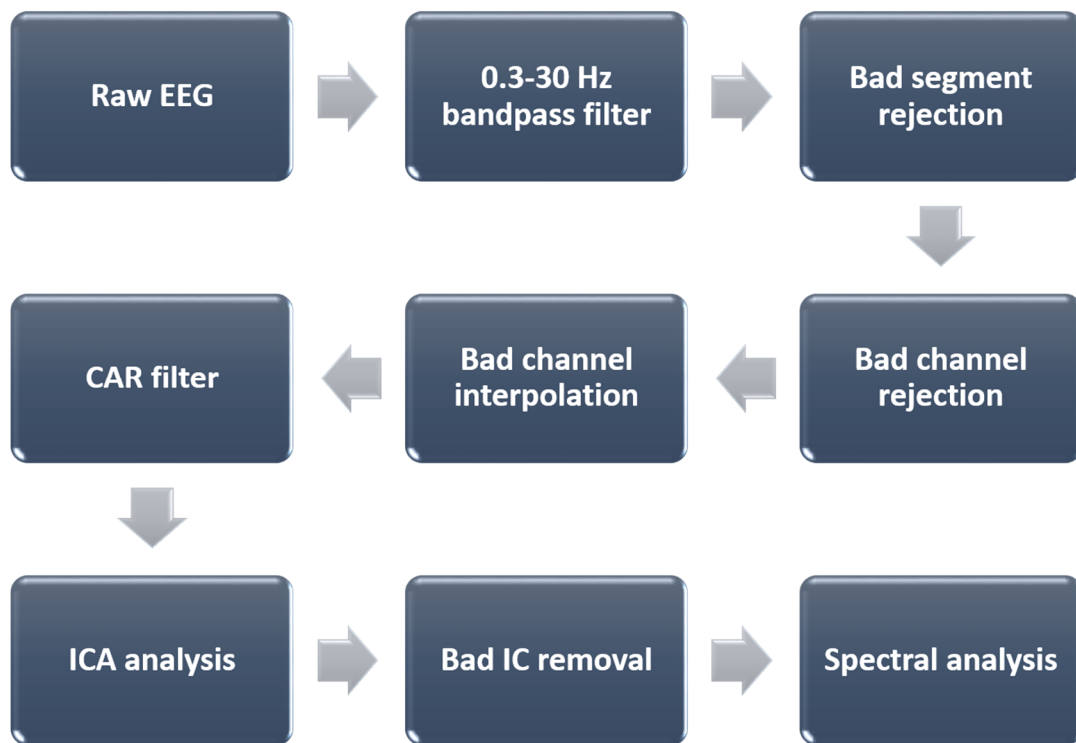 Raw EEG
0.3-30 Hz
bandpass filter
Bad segment
rejection
Bad channel
rejection
Bad channel
interpolation
CAR filter
ICA analysis
Bad IC removal
Spectral analysis